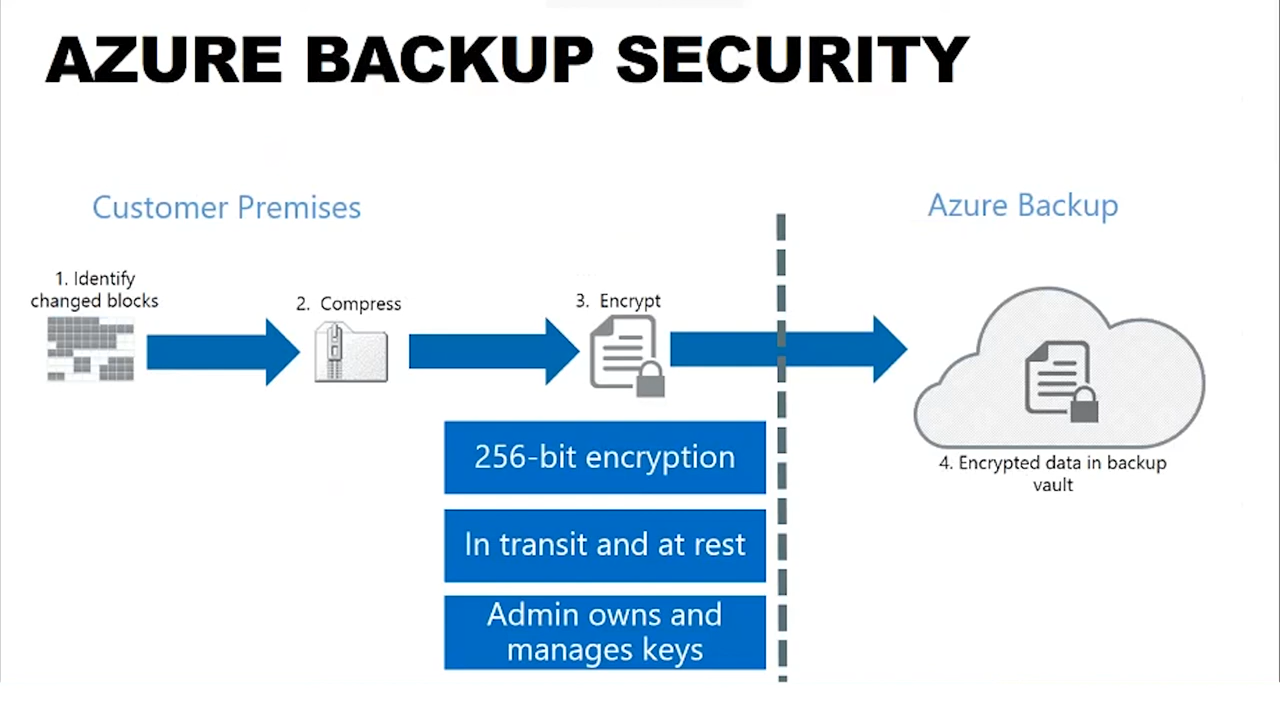 AZURE BACKUP SECURITY
Customer Premises
Azure Backup
1. Identify
changed blocks
2. Compress
3. Encrypt
256-bit encryption
In transit and at rest
Admin owns and
manages keys
4. Encrypted data in backup
vault